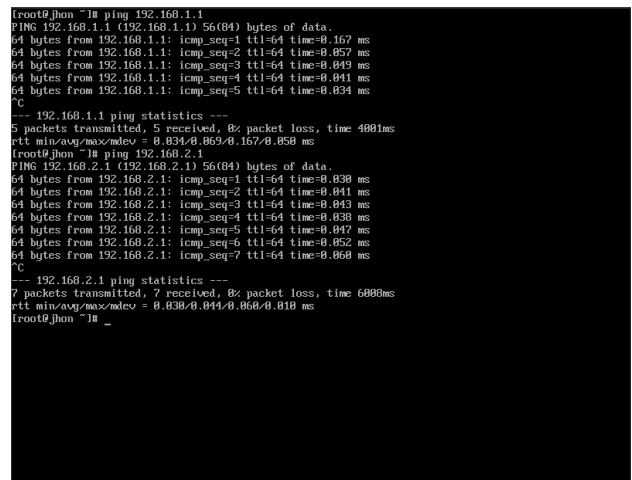 [root@jhon ~]# ping 192.168.1.1
PING 192.168.1.1 (192.168.1.1) 56(84) bytes of data.
64 bytes from 192.168.1.1: icmp_seq=1 ttl=64 time=0.167 ms
64 bytes from 192.168.1.1: icmp_seq=2 ttl=64 time=0.057 ms
64 bytes from 192.168.1.1: icmp_seq=3 ttl=64 time=0.049 ms
64 bytes from 192.168.1.1: icmp_seq=4 ttl=64 time=0.041 ms
64 bytes from 192.168.1.1: icmp_seq=5 ttl=64 time=0.034 ms
^C
--- 192.168.1.1 ping statistics ---
5 packets transmitted, 5 received, 0% packet loss, time 4001ms
rtt min/avg/max/mdev = 0.034/0.069/0.167/0.050 ms
[root@jhon ~]# ping 192.168.2.1
PING 192.168.2.1 (192.168.2.1) 56(84) bytes of data.
64 bytes from 192.168.2.1: icmp_seq=1 ttl=64 time=0.030 ms
64 bytes from 192.168.2.1: icmp_seq=2 ttl=64 time=0.041 ms
64 bytes from 192.168.2.1: icmp_seq=3 ttl=64 time=0.043 ms
64 bytes from 192.168.2.1: icmp_seq=4 ttl=64 time=0.038 ms
64 bytes from 192.168.2.1: icmp_seq=5 ttl=64 time=0.047 ms
64 bytes from 192.168.2.1: icmp_seq=6 ttl=64 time=0.052 ms
64 bytes from 192.168.2.1: icmp_seq=7 ttl=64 time=0.060 ms
^C
--- 192.168.2.1 ping statistics ---
7 packets transmitted, 7 received, 0% packet loss, time 6008ms
rtt min/avg/max/mdev = 0.030/0.044/0.060/0.010 ms
[root@jhon ~]# _